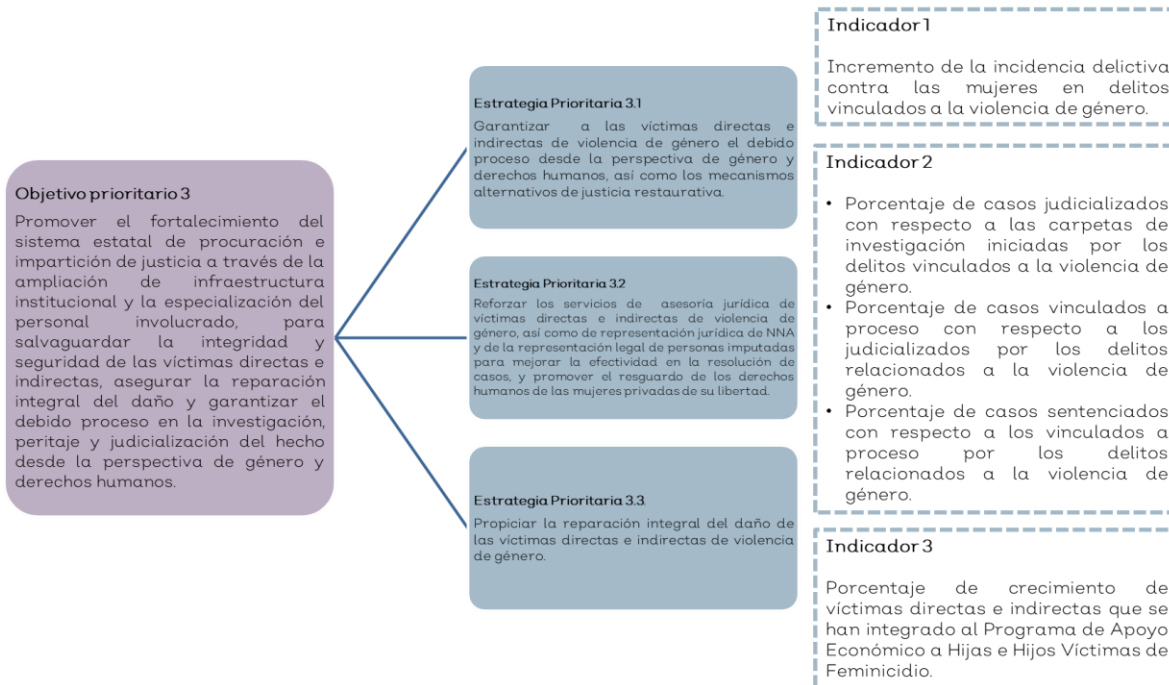 Objetivo prioritario 3
Promover el fortalecimiento del
sistema estatal de procuración e
impartición de justicia a través de la
ampliación de infraestructura
institucional y la especialización del
personal involucrado, para
salvaguardar la integridad y
seguridad de las víctimas directas e
indirectas, asegurar la reparación
integral del daño y garantizar el
debido proceso en la investigación,
peritaje y judicialización del hecho
desde la perspectiva de género y
derechos humanos.
Estrategia Prioritaria 3.1
Garantizar a las víctimas directas e
indirectas de violencia de género el debido
proceso desde la perspectiva de género y
derechos humanos, así como los mecanismos
alternativos de justicia restaurativa.
Estrategia Prioritaria 3.2
Reforzar los servicios de asesoría jurídica de
víctimas directas e indirectas de violencia de
género, así como de representación jurídica de NNA
y de la representación legal de personas imputadas
para mejorar la efectividad en la resolución de
casos, y promover el resguardo de los derechos
humanos de las mujeres privadas de su libertad.
Estrategia Prioritaria 3.3.
Propiciar la reparación integral del daño de
las víctimas directas e indirectas de violencia
de género.
Indicador 1
Incremento de la incidencia delictiva
contra las mujeres en delitos
vinculados a la violencia de género.
Indicador 2
• Porcentaje de casos judicializados
con respecto a las carpetas de
investigación iniciadas por los
delitos vinculados a la violencia de
género.
• Porcentaje de casos vinculados a
proceso con respecto a los
judicializados por los delitos
relacionados a la violencia de
género.
• Porcentaje de casos sentenciados
con respecto a los vinculados a
proceso por los delitos
relacionados a la violencia de
género.
Indicador 3
Porcentaje de crecimiento de
víctimas directas e indirectas que se
han integrado al Programa de Apoyo
Económico a Hijas e Hijos Víctimas de
Feminicidio.